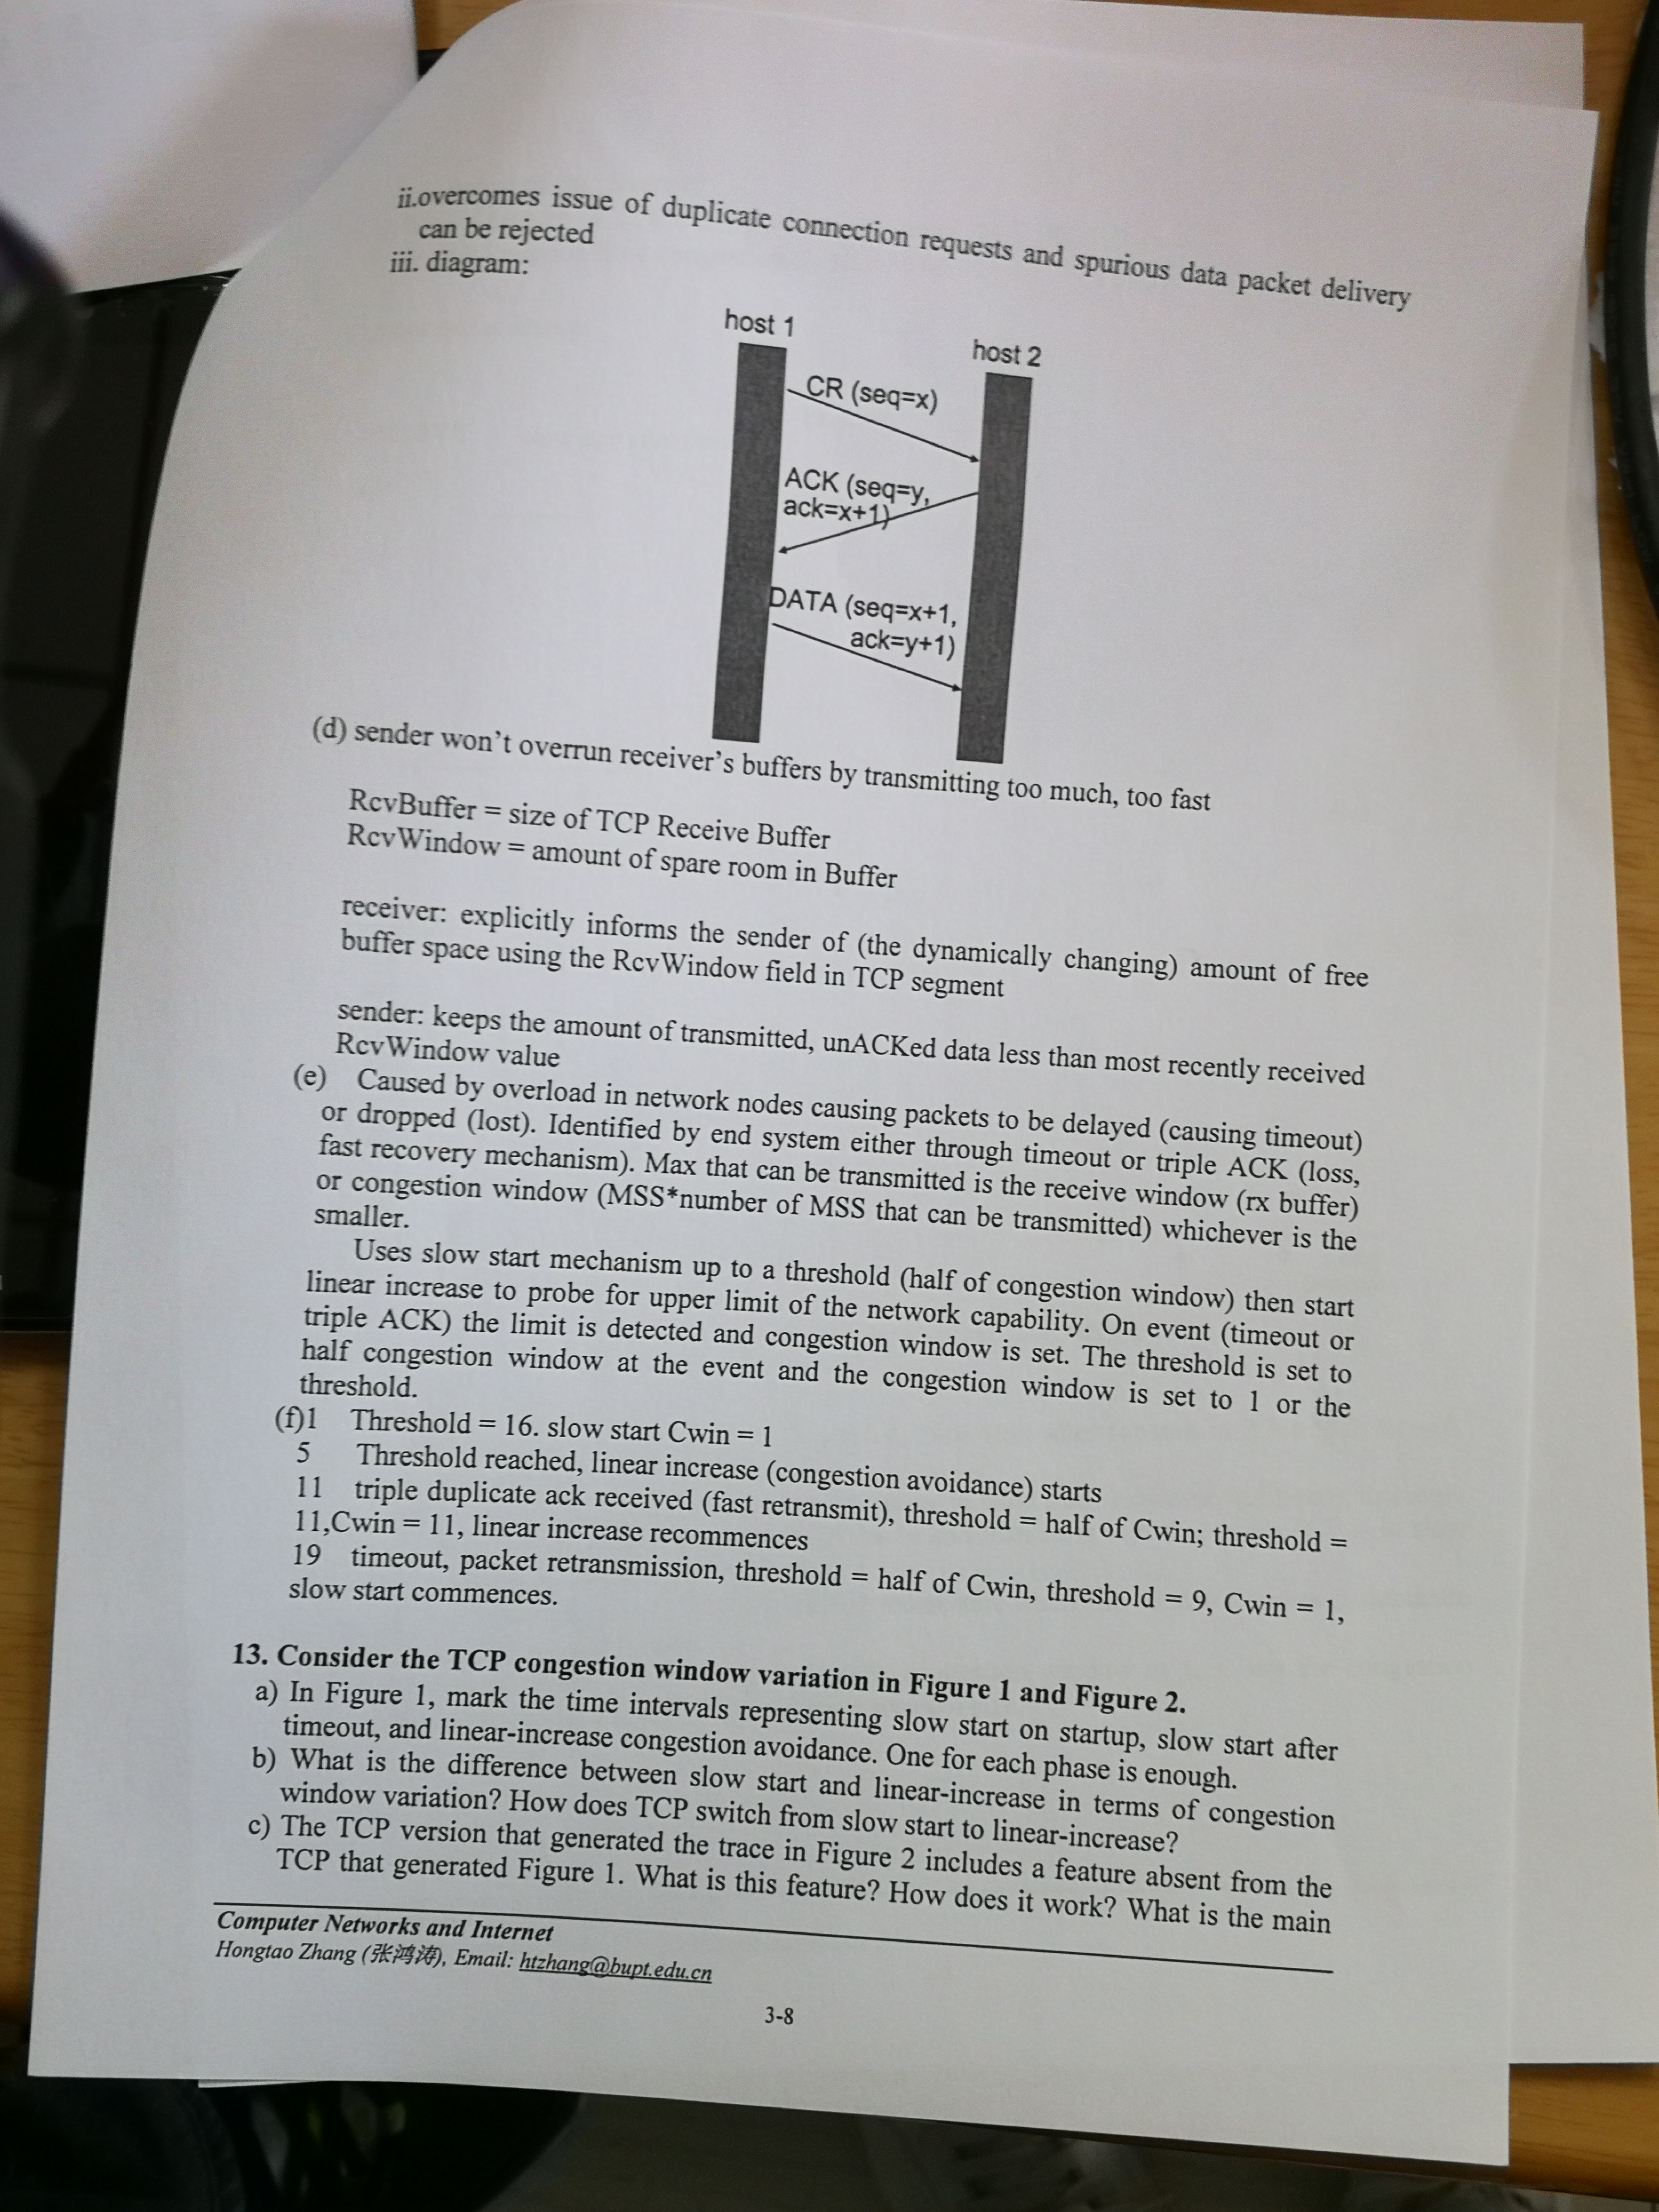 ii.overcomes issue of duplicate connection requests and spurious data packet delivery
can be rejected
iii. diagram:
host 1
host 2
CR (seq=x)
ACK (seq=y,
ack=x+1)
DATA (seq=x+1,
ack=y+1)
(d) sender won't overrun receiver's buffers by transmitting too much, too fast
RcvBuffer = size of TCP Receive Buffer
RcvWindow = amount of spare room in Buffer
receiver: explicitly informs the sender of (the dynamically changing) amount of free
buffer space using the RcvWindow field in TCP segment
sender: keeps the amount of transmitted, unACKed data less than most recently received
RcvWindow value
(e) Caused by overload in network nodes causing packets to be delayed (causing timeout)
or dropped (lost). Identified by end system either through timeout or triple ACK (loss,
fast recovery mechanism). Max that can be transmitted is the receive window (rx buffer)
or congestion window (MSS*number of MSS that can be transmitted) whichever is the
smaller.
Uses slow start mechanism up to a threshold (half of congestion window) then start
linear increase to probe for upper limit of the network capability. On event (timeout or
triple ACK) the limit is detected and congestion window is set. The threshold is set to
half congestion window at the event and the congestion window is set to 1 or the
threshold.
(f)1 Threshold = 16. slow start Cwin = 1
5 Threshold reached, linear increase (congestion avoidance) starts
11 triple duplicate ack received (fast retransmit), threshold = half of Cwin; threshold =
11,Cwin = 11, linear increase recommences
19 timeout, packet retransmission, threshold = half of Cwin, threshold = 9, Cwin = 1,
slow start commences.
13. Consider the TCP congestion window variation in Figure 1 and Figure 2.
a) In Figure 1, mark the time intervals representing slow start on startup, slow start after
timeout, and linear-increase congestion avoidance. One for each phase is enough.
b) What is the difference between slow start and linear-increase in terms of congestion
window variation? How does TCP switch from slow start to linear-increase?
c) The TCP version that generated the trace in Figure 2 includes a feature absent from the
TCP that generated Figure 1. What is this feature? How does it work? What is the main
Computer Networks and Internet
Hongtao Zhang (张鸿涛), Email: htzhang@bupt.edu.cn
3-8